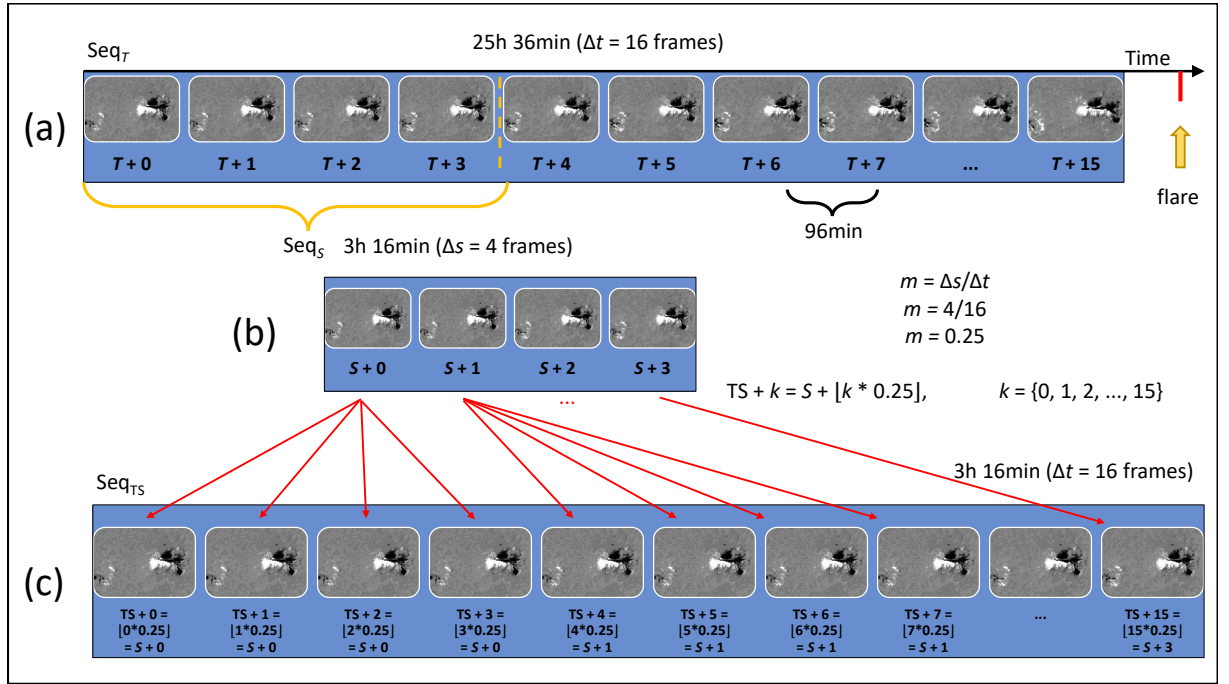 25h 36min (Δt = 16 frames)
Seq_T
Time
(a)
T + 0 T + 1 T + 2 T + 3 T + 4 T + 5 T + 6 T + 7 ... T + 15
flare
96min
Seq_S 3h 16min (Δs = 4 frames)
m = Δs/Δt
m = 4/16
m = 0.25
(b)
S + 0 S + 1 S + 2 S + 3
...
TS + k = S + ⌊k * 0.25⌋, k = {0, 1, 2, ..., 15}
3h 16min (Δt = 16 frames)
Seq_TS
(c)
TS + 0 = TS + 1 = TS + 2 = TS + 3 = TS + 4 = TS + 5 = TS + 6 = TS + 7 = ... TS + 15 =
⌊0*0.25⌋ ⌊1*0.25⌋ ⌊2*0.25⌋ ⌊3*0.25⌋ ⌊4*0.25⌋ ⌊5*0.25⌋ ⌊6*0.25⌋ ⌊7*0.25⌋ ⌊15*0.25⌋
= S + 0 = S + 0 = S + 0 = S + 0 = S + 1 = S + 1 = S + 1 = S + 1 = S + 3